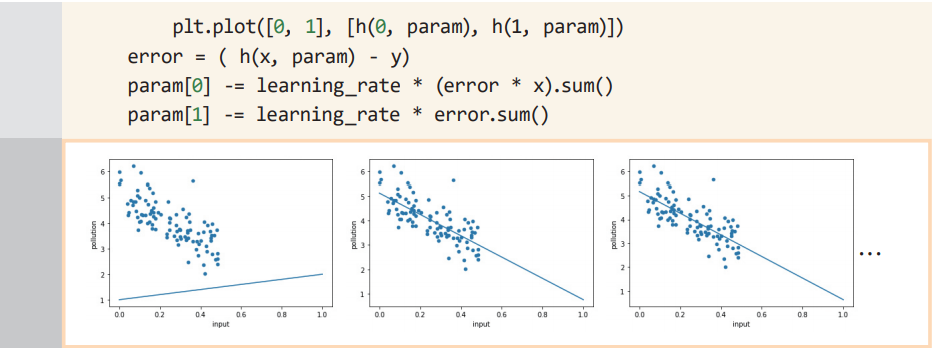 plt.plot([0, 1], [h(0, param), h(1, param)])
error = ( h(x, param) - y)
param[0] -= learning_rate * (error * x).sum()
param[1] -= learning_rate * error.sum()
6
5
4
3
2
1
pollution
0.0 0.2 0.4 0.6 0.8 1.0
input
6
5
4
3
2
1
pollution
0.0 0.2 0.4 0.6 0.8 1.0
input
6
5
4
3
2
1
pollution
0.0 0.2 0.4 0.6 0.8 1.0
input
...